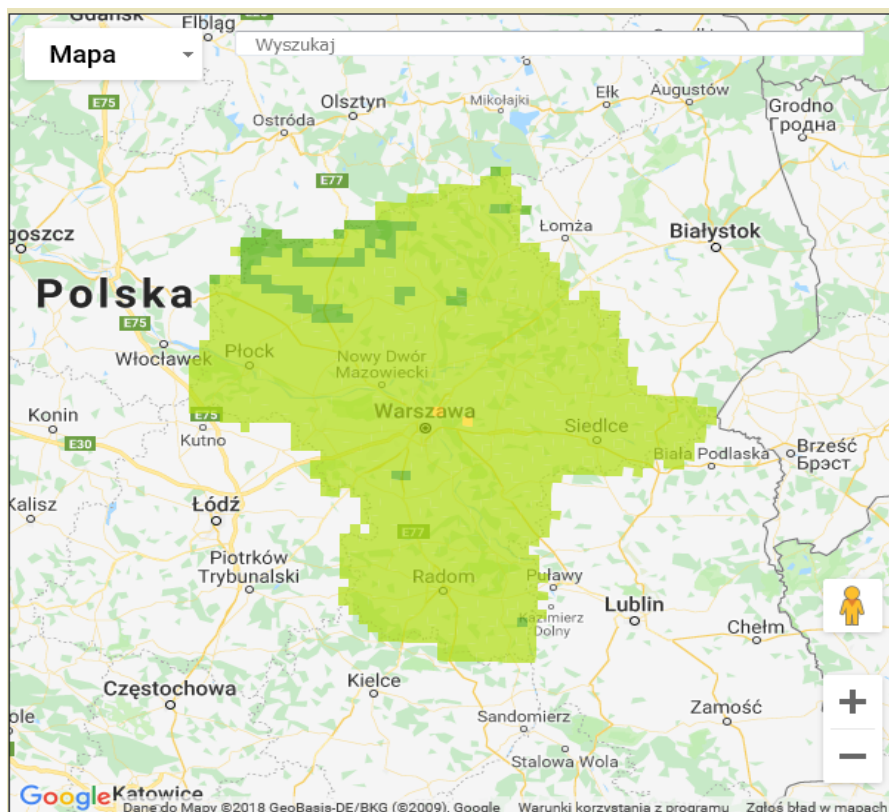 Gdańsk
Elbląg
Mapa
Wyszukaj
E75
Olsztyn
Mikołajki
Ełk
Augustów
Ostróda
Grodno
Гродна
E77
Łomża
Białystok
goszcz
Polska
E75
Włocławek
Płock
Nowy Dwór
Mazowiecki
Konin
E75
Warszawa
Siedlce
E30
Kutno
Biała Podlaska
Brześć
Брэст
Kalisz
Łódź
E77
Piotrków
Trybunalski
Radom
Puławy
Kazimierz
Dolny
Lublin
Chełm
Częstochowa
Kielce
Zamość
Sandomierz
ole
Stalowa Wola
Google
Katowice
Dane do Mapy ©2018 GeoBasis-DE/BKG (©2009), Google
Warunki korzystania z programu
Zgłoś błąd w mapach